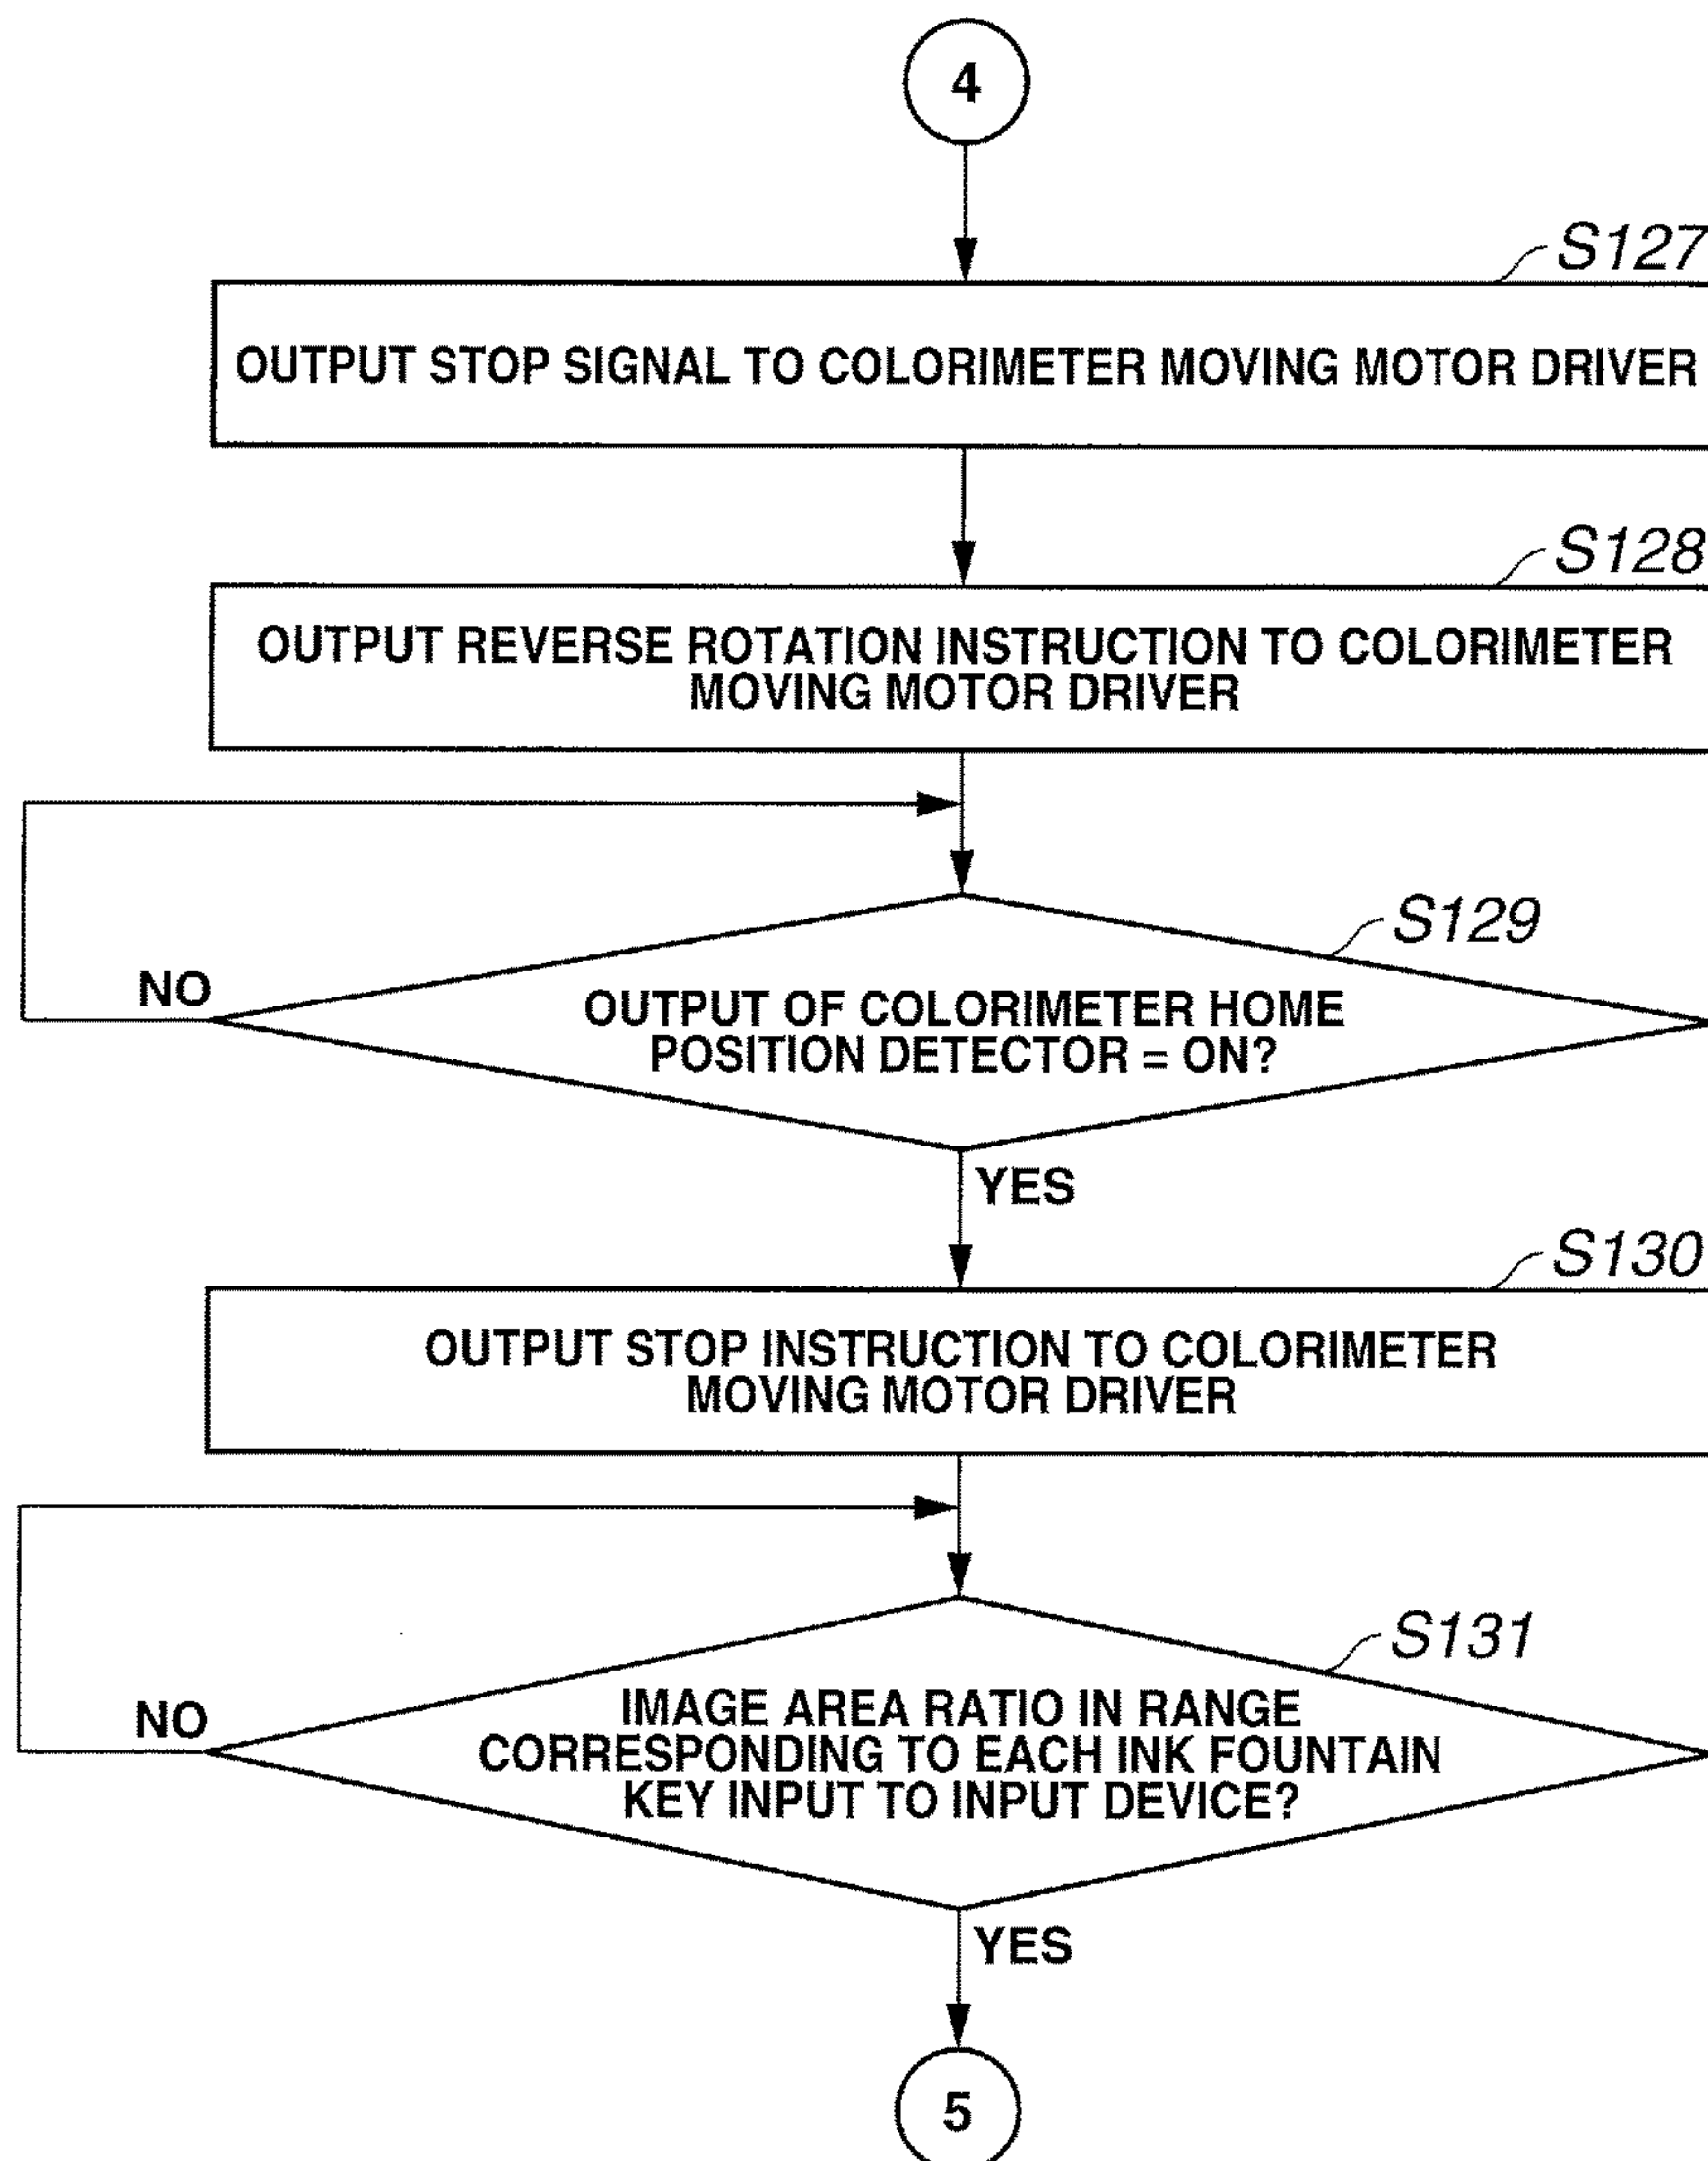 4
S127
OUTPUT STOP SIGNAL TO COLORIMETER MOVING MOTOR DRIVER
S128
OUTPUT REVERSE ROTATION INSTRUCTION TO COLORIMETER
MOVING MOTOR DRIVER
S129
NO
OUTPUT OF COLORIMETER HOME
POSITION DETECTOR = ON?
YES
S130
OUTPUT STOP INSTRUCTION TO COLORIMETER
MOVING MOTOR DRIVER
S131
NO
IMAGE AREA RATIO IN RANGE
CORRESPONDING TO EACH INK FOUNTAIN
KEY INPUT TO INPUT DEVICE?
YES
5